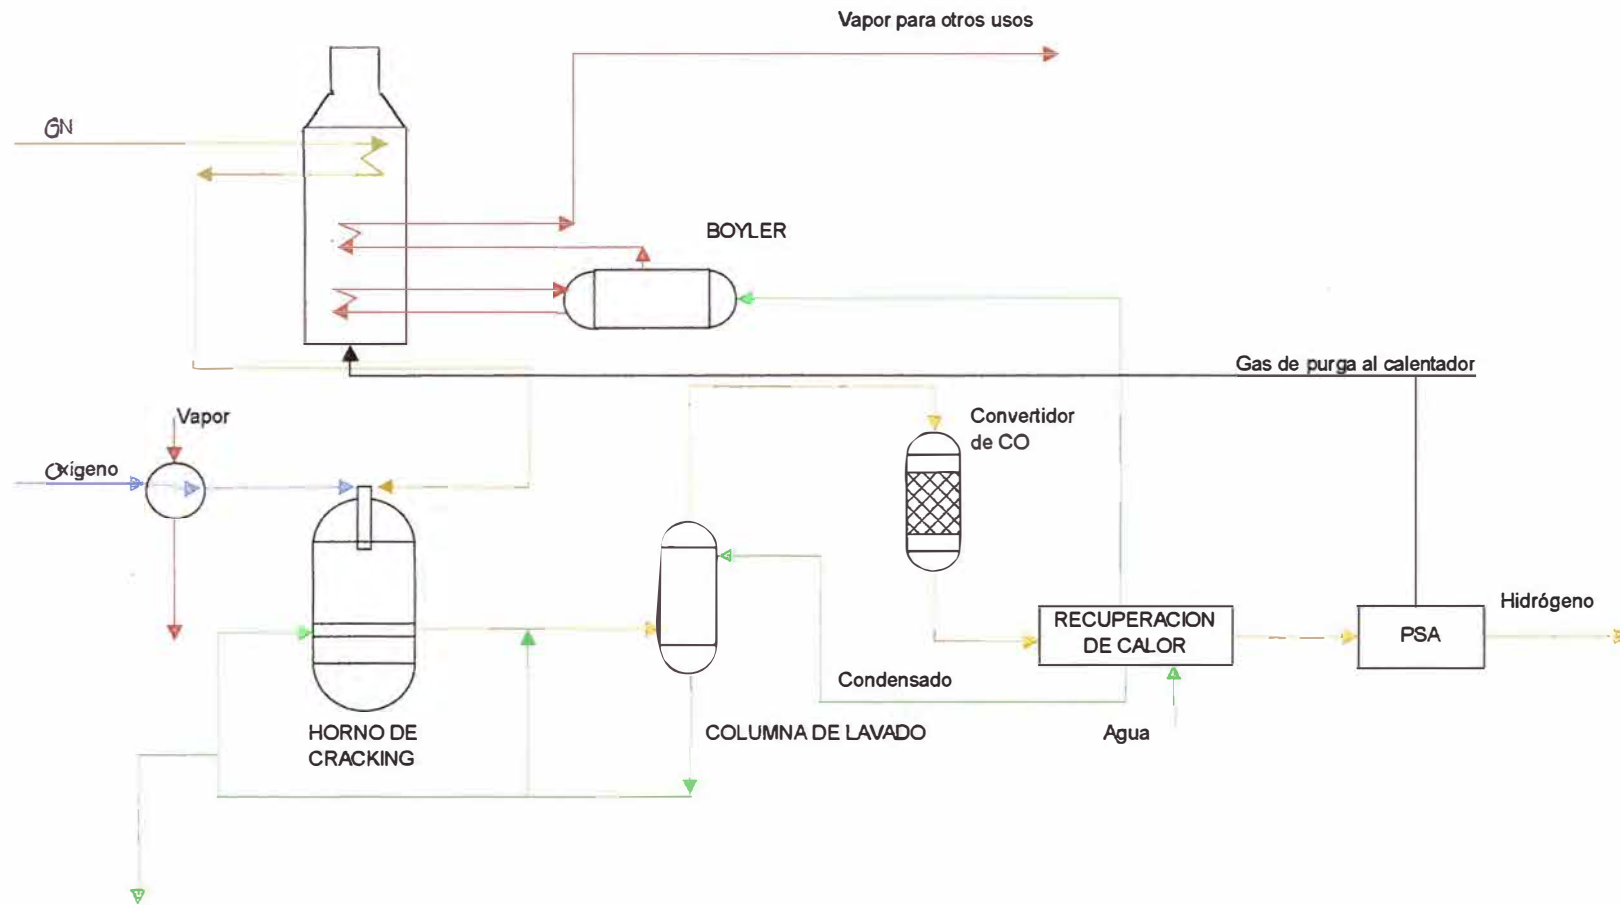 Vapor para otros usos
GN
BOYLER
Gas de purga al calentador
Vapor
Convertidor
de CO
Oxígeno
Hidrógeno
RECUPERACION
DE CALOR
PSA
Condensado
HORNO DE
CRACKING
COLUMNA DE LAVADO
Agua